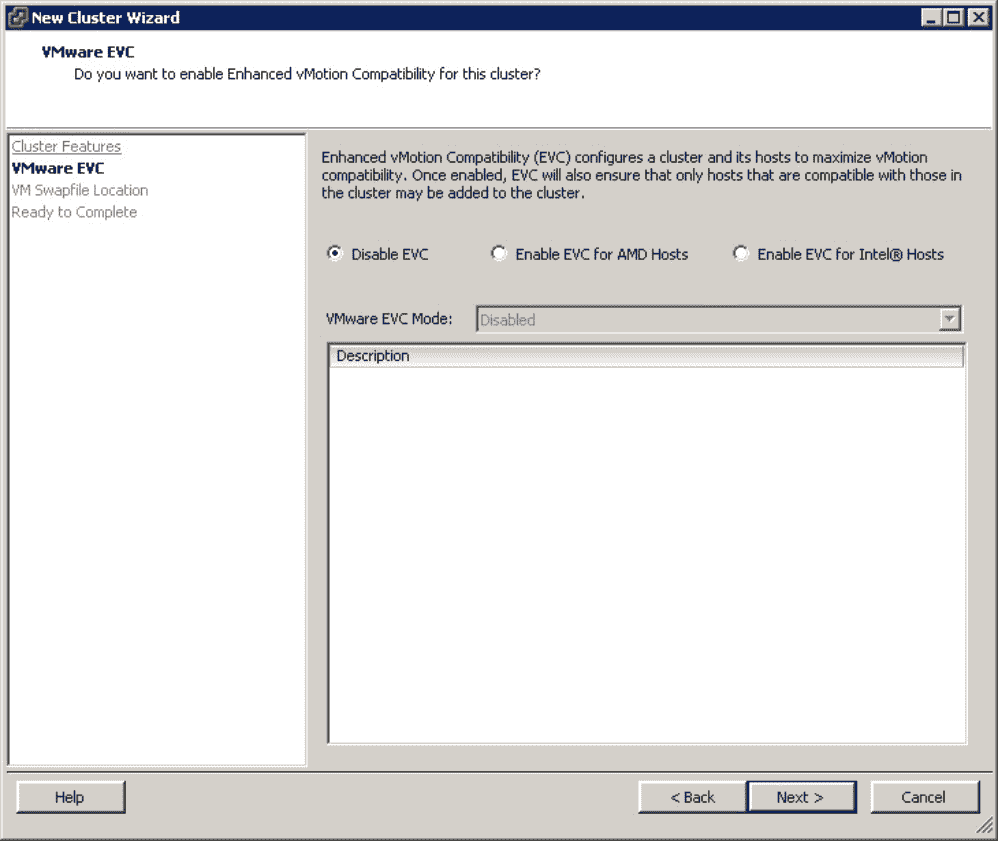 New Cluster Wizard
VMware EVC
Do you want to enable Enhanced vMotion Compatibility for this cluster?
Cluster Features
VMware EVC
VM Swapfile Location
Ready to Complete
Enhanced vMotion Compatibility (EVC) configures a cluster and its hosts to maximize vMotion
compatibility. Once enabled, EVC will also ensure that only hosts that are compatible with those in
the cluster may be added to the cluster.
Disable EVC
Enable EVC for AMD Hosts
Enable EVC for Intel® Hosts
VMware EVC Mode:
Disabled
Description
Help
< Back
Next >
Cancel